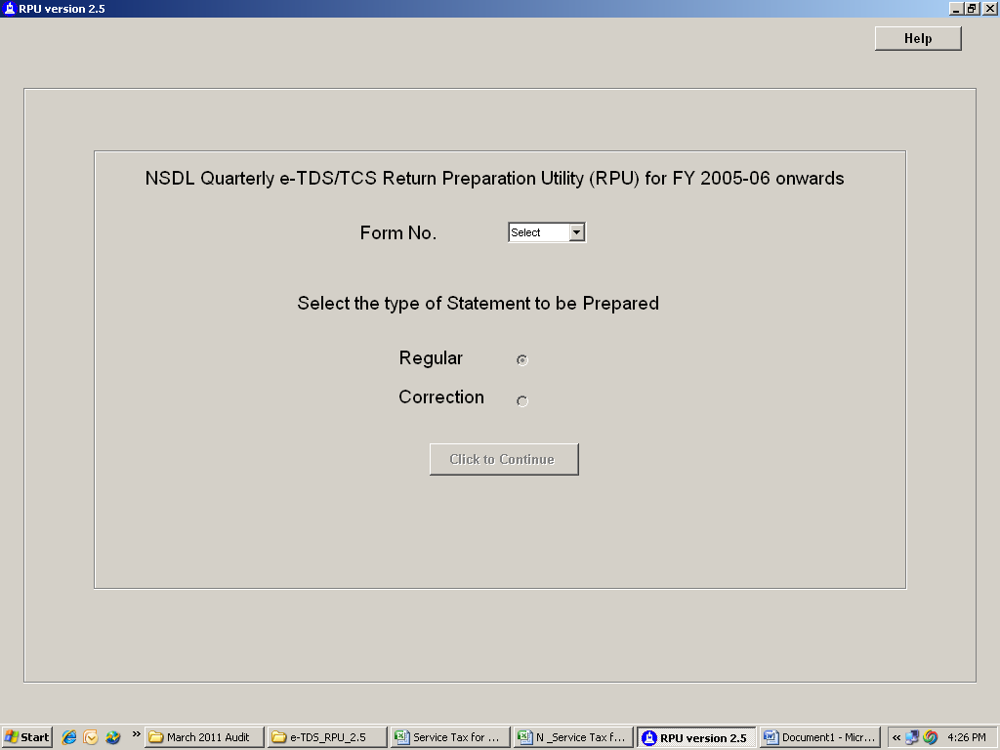 RPU version 2.5
Help
NSDL Quarterly e-TDS/TCS Return Preparation Utility (RPU) for FY 2005-06 onwards
Form No. Select
Select the type of Statement to be Prepared
Regular
Correction
Click to Continue
Start » March 2011 Audit e-TDS_RPU_2.5 Service Tax for ... N _Service Tax f... RPU version 2.5 Document1 - Micr... « 4:26 PM